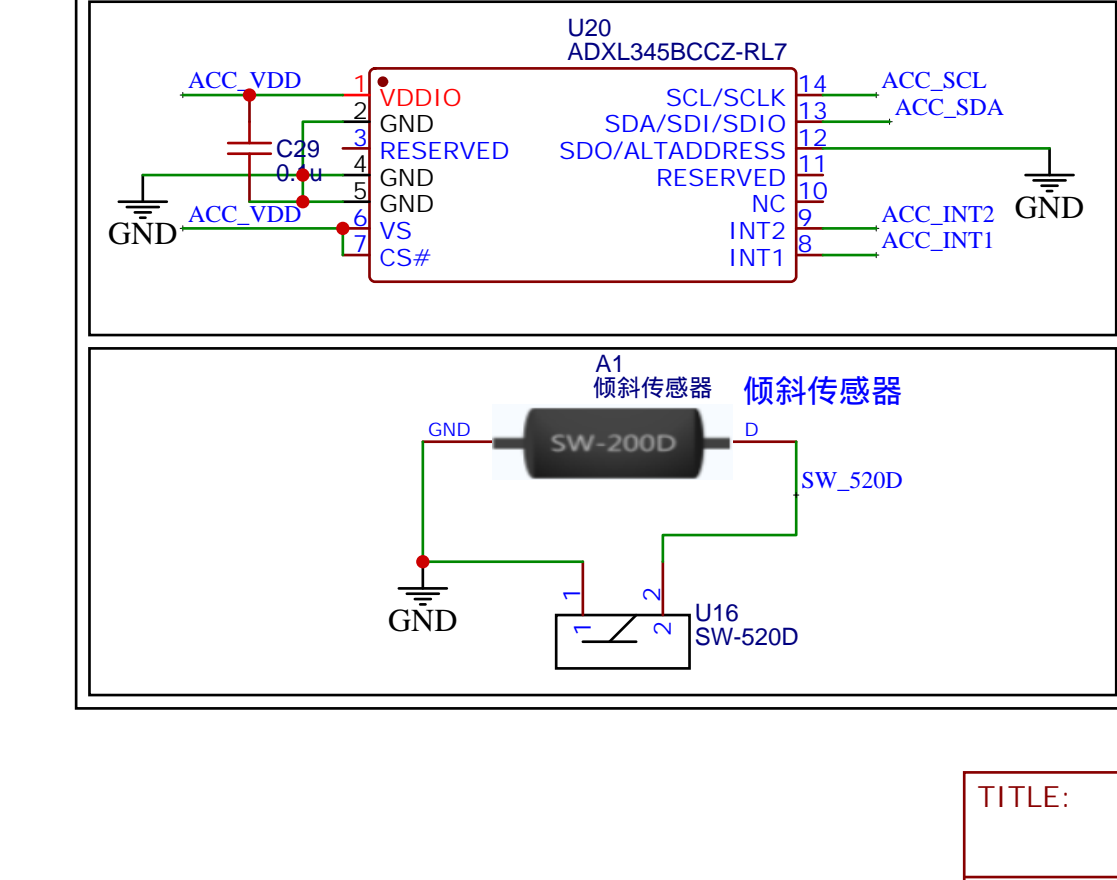 U20
ADXL345BCCZ-RL7
ACC_VDD
1
VDDIO
SCL/SCLK
14
ACC_SCL
2
GND
SDA/SDI/SDIO
13
ACC_SDA
3
RESERVED
SDO/ALTADDRESS
12
C29
0.1u
4
GND
RESERVED
11
5
GND
NC
10
GND
GND
ACC_VDD
6
VS
INT2
9
ACC_INT2
7
CS#
INT1
8
ACC_INT1
A1
倾斜传感器
倾斜传感器
GND
SW-200D
D
SW_520D
GND
1
2
1
2
U16
SW-520D
TITLE: